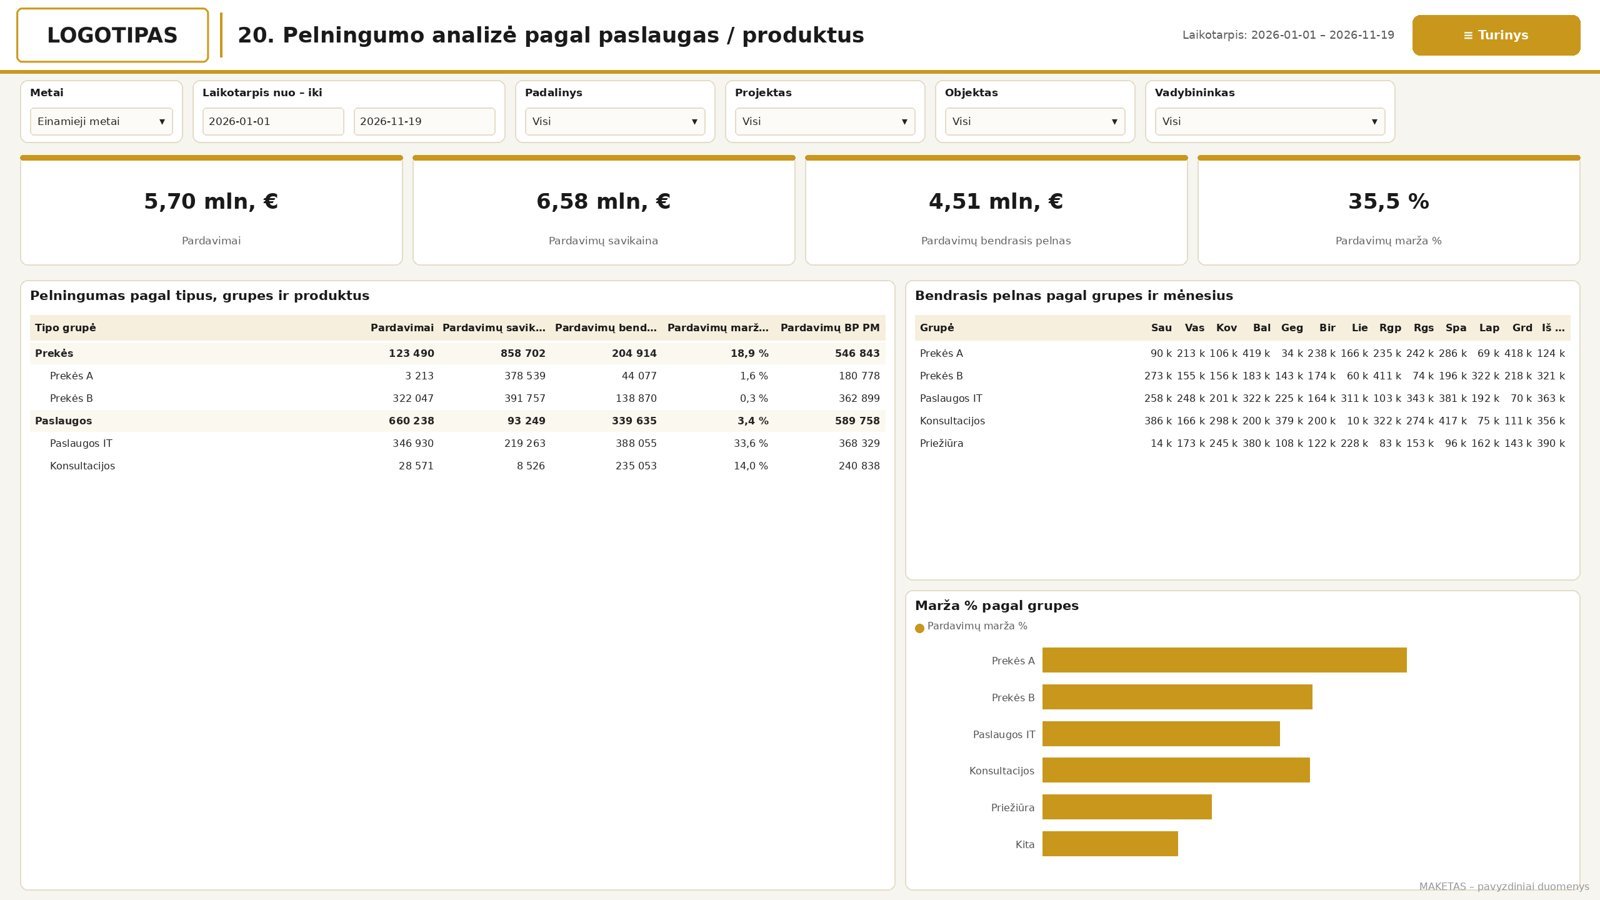 LOGOTIPAS
20. Pelningumo analizė pagal paslaugas / produktus
Laikotarpis: 2026-01-01 – 2026-11-19
≡ Turinys
Metai
Einamieji metai ▾
Laikotarpis nuo – iki
2026-01-01
2026-11-19
Padalinys
Visi ▾
Projektas
Visi ▾
Objektas
Visi ▾
Vadybininkas
Visi ▾
5,70 mln, €
Pardavimai
6,58 mln, €
Pardavimų savikaina
4,51 mln, €
Pardavimų bendrasis pelnas
35,5 %
Pardavimų marža %
Pelningumas pagal tipus, grupes ir produktus
Tipo grupė Pardavimai Pardavimų savik… Pardavimų bend… Pardavimų marž… Pardavimų BP PM
Prekės 123 490 858 702 204 914 18,9 % 546 843
Prekės A 3 213 378 539 44 077 1,6 % 180 778
Prekės B 322 047 391 757 138 870 0,3 % 362 899
Paslaugos 660 238 93 249 339 635 3,4 % 589 758
Paslaugos IT 346 930 219 263 388 055 33,6 % 368 329
Konsultacijos 28 571 8 526 235 053 14,0 % 240 838
Bendrasis pelnas pagal grupes ir mėnesius
Grupė Sau Vas Kov Bal Geg Bir Lie Rgp Rgs Spa Lap Grd Iš …
Prekės A 90 k 213 k 106 k 419 k 34 k 238 k 166 k 235 k 242 k 286 k 69 k 418 k 124 k
Prekės B 273 k 155 k 156 k 183 k 143 k 174 k 60 k 411 k 74 k 196 k 322 k 218 k 321 k
Paslaugos IT 258 k 248 k 201 k 322 k 225 k 164 k 311 k 103 k 343 k 381 k 192 k 70 k 363 k
Konsultacijos 386 k 166 k 298 k 200 k 379 k 200 k 10 k 322 k 274 k 417 k 75 k 111 k 356 k
Priežiūra 14 k 173 k 245 k 380 k 108 k 122 k 228 k 83 k 153 k 96 k 162 k 143 k 390 k
Marža % pagal grupes
Pardavimų marža %
Prekės A
Prekės B
Paslaugos IT
Konsultacijos
Priežiūra
Kita
MAKETAS – pavyzdiniai duomenys